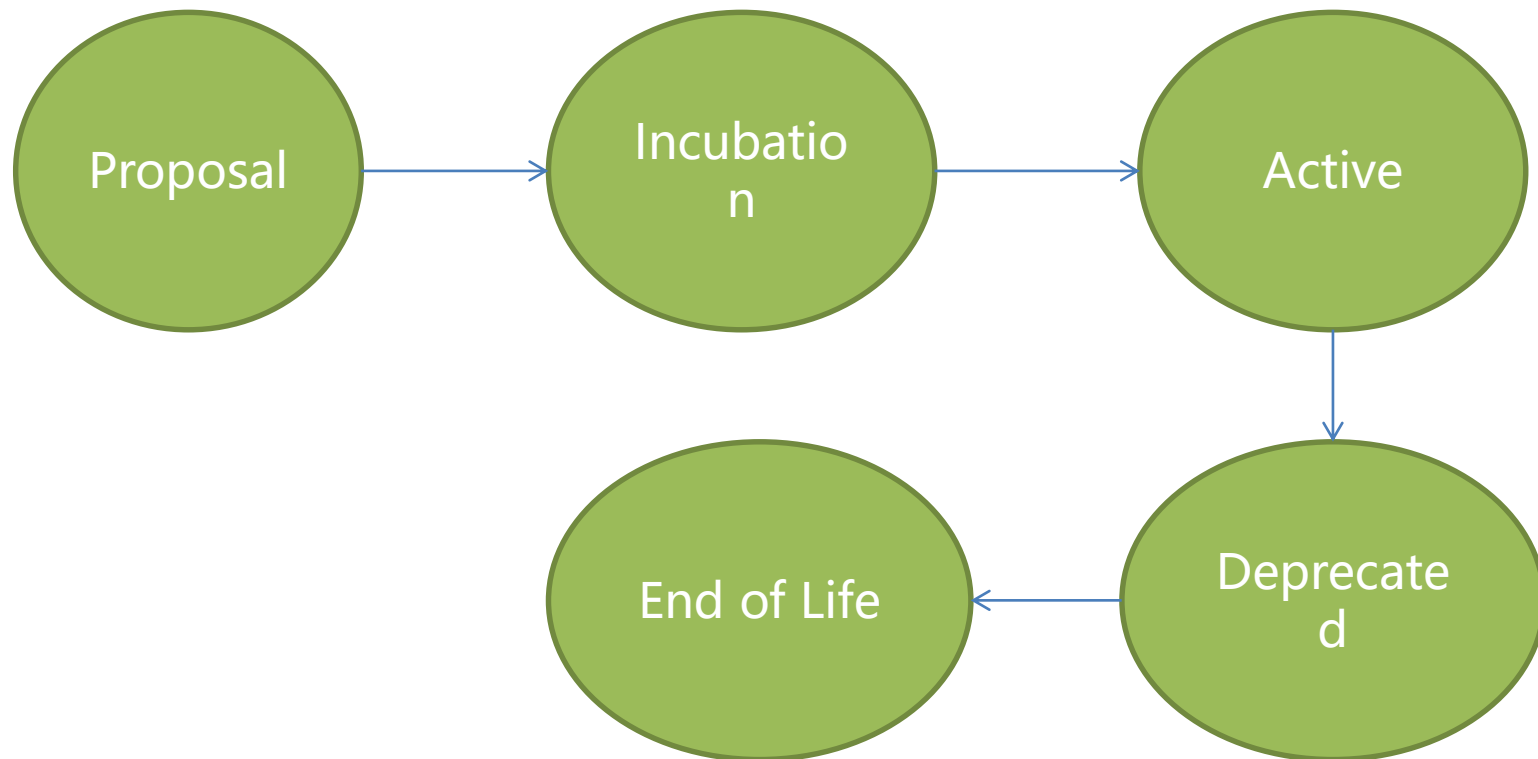 Proposal
Incubatio
n
Active
End of Life
Deprecate
d